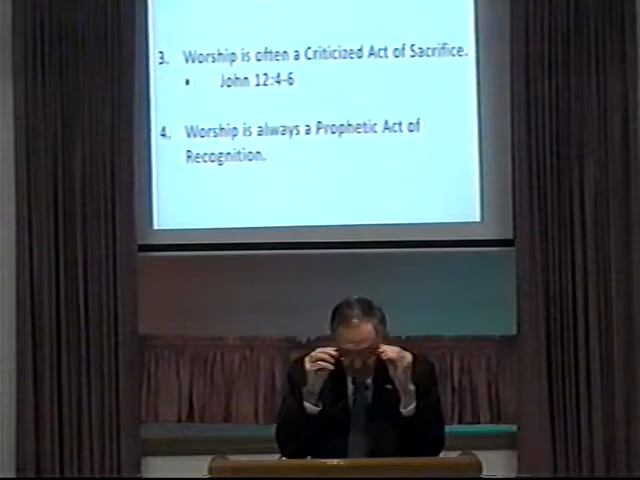 3. Worship is often a Criticized Act of Sacrifice.
• John 12:4-6
4. Worship is always a Prophetic Act of
Recognition.